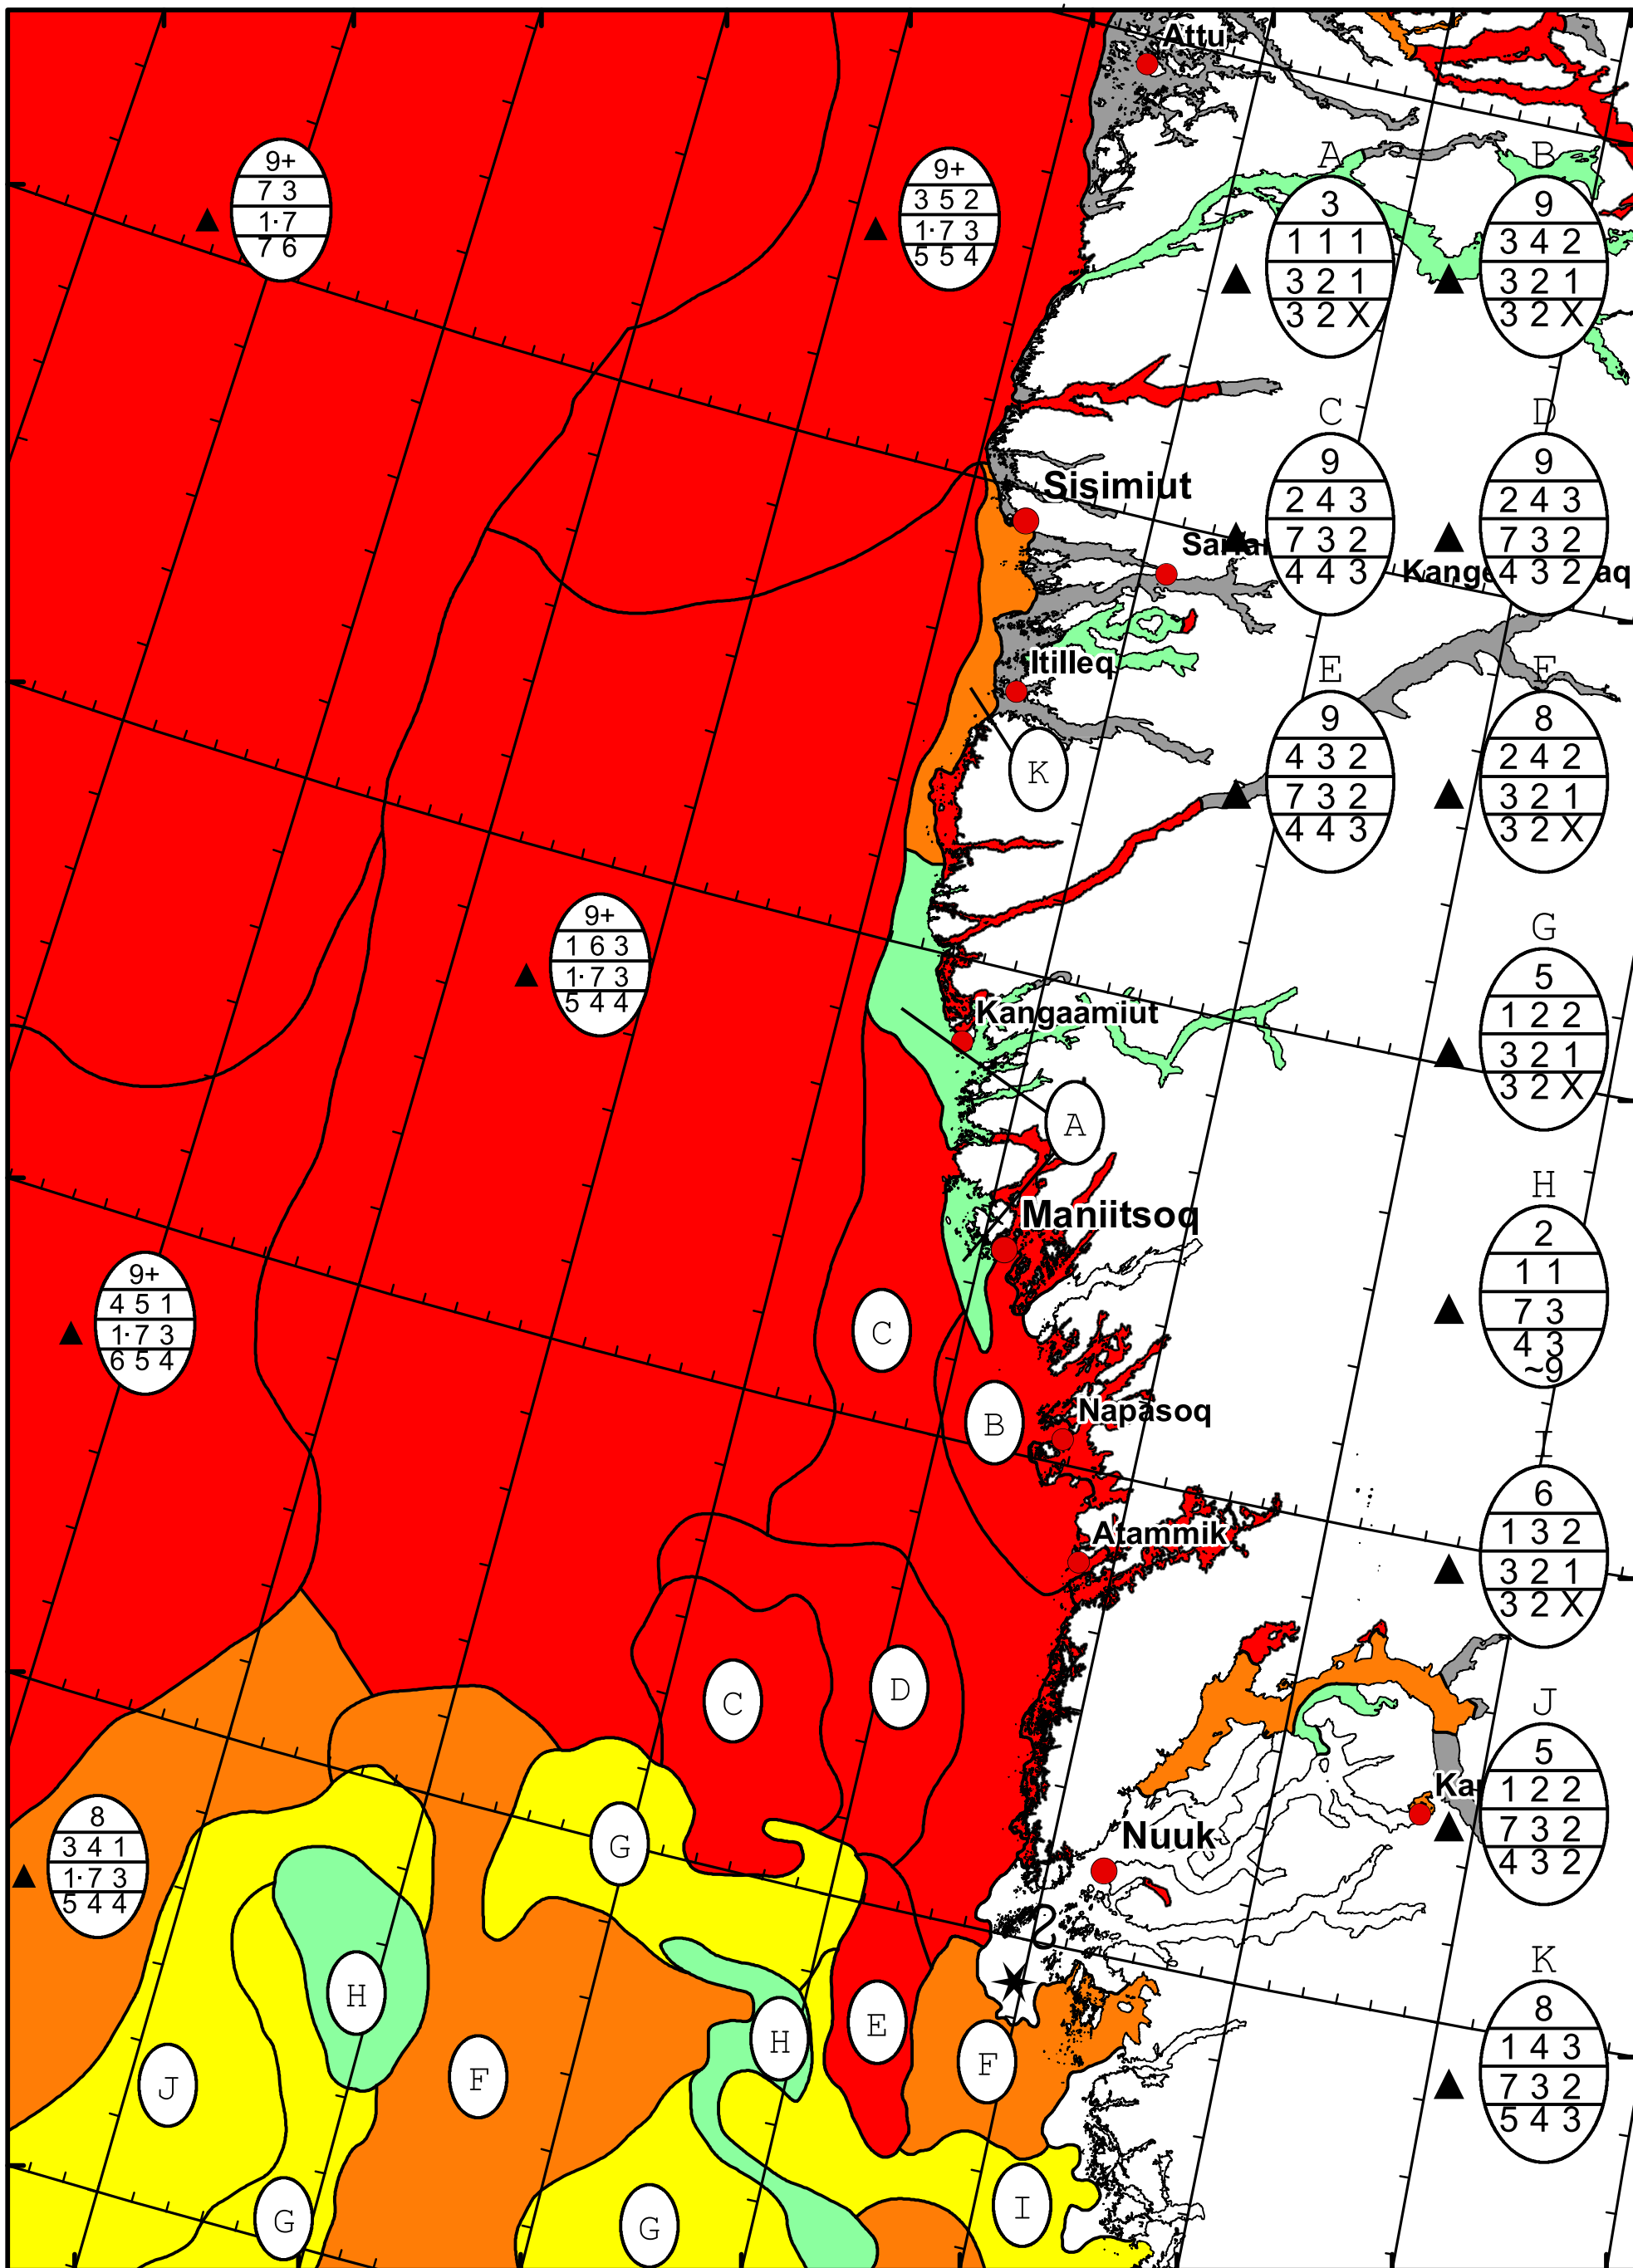 Attu
9+
7 3
1· 7
7 6
9+
3 5 2
1· 7 3
5 5 4
A
3
1 1 1
3 2 1
3 2 X
B
9
3 4 2
3 2 1
3 2 X
Sisimiut
C
9
2 4 3
7 3 2
4 4 3
D
9
2 4 3
7 3 2
4 3 2
Itilleq
K
E
9
4 3 2
7 3 2
4 4 3
F
8
2 4 2
3 2 1
3 2 X
9+
1 6 3
1· 7 3
5 4 4
Kangaamiut
A
G
5
1 2 2
3 2 1
3 2 X
Maniitsoq
H
2
1 1
7 3
4 3
~9
9+
4 5 1
1· 7 3
6 5 4
C
B
Napasoq
I
6
1 3 2
3 2 1
3 2 X
Atammik
C
D
J
5
1 2 2
7 3 2
4 3 2
8
3 4 1
1· 7 3
5 4 4
G
Nuuk
K
8
1 4 3
7 3 2
5 4 3
H
H
E
F
J
F
G
G
I